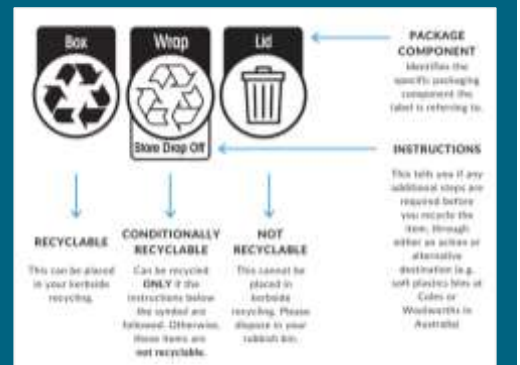 Box
Wrap
Lid
Store Drop Off
PACKAGE
COMPONENT
Identifies the
specific packaging
component the
label is referring to.
INSTRUCTIONS
This tells you if any
additional steps are
required before
you recycle the
item, through
either an action or
alternative
destination (e.g.
soft plastics bins at
Coles or
Woolworths in
Australia)
RECYCLABLE
This can be placed
in your kerbside
recycling.
CONDITIONALLY
RECYCLABLE
Can be recycled
ONLY if the
instructions below
the symbol are
followed. Otherwise,
these items are
not recyclable.
NOT
RECYCLABLE
This cannot be
placed in
kerbside
recycling. Please
dispose in your
rubbish bin.